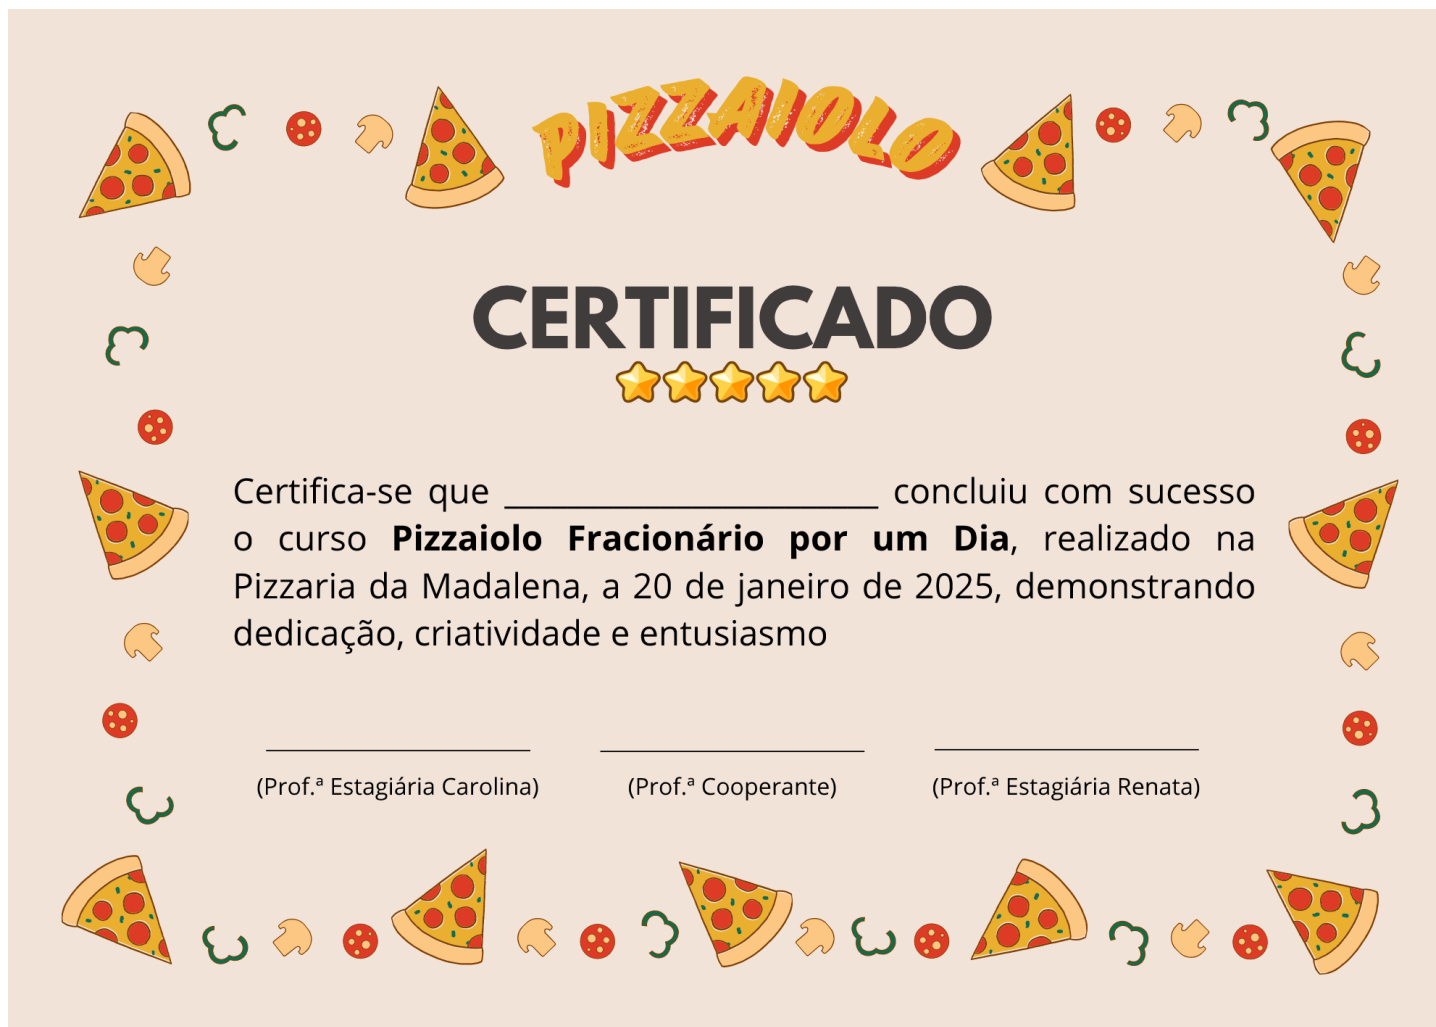 PIZZAIOLO
CERTIFICADO
Certifica-se que ____________________ concluiu com sucesso
o curso Pizzaiolo Fracionário por um Dia, realizado na
Pizzaria da Madalena, a 20 de janeiro de 2025, demonstrando
dedicação, criatividade e entusiasmo
(Prof.ª Estagiária Carolina) (Prof.ª Cooperante) (Prof.ª Estagiária Renata)